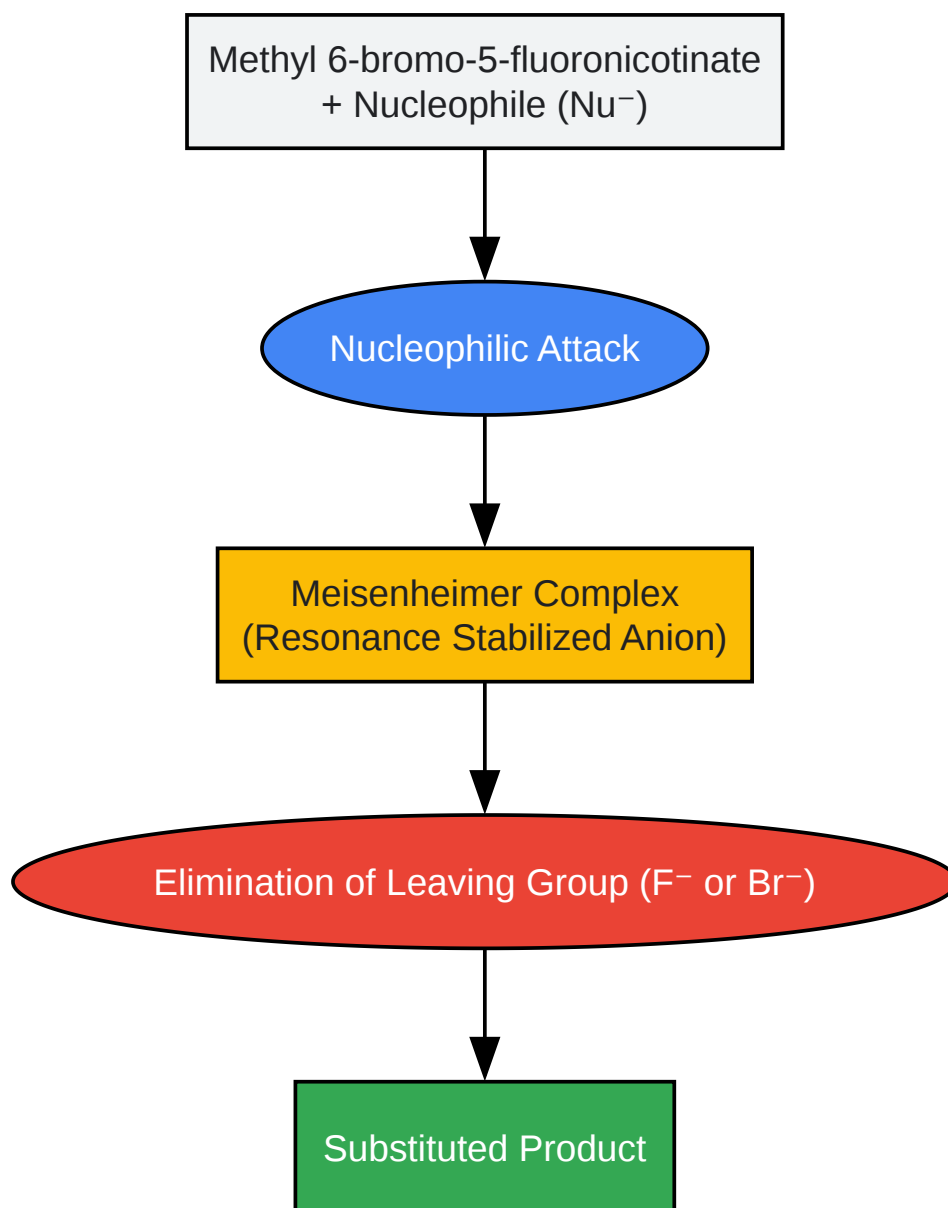 Methyl 6-bromo-5-fluoronicotinate
+ Nucleophile (Nu⁻)
Nucleophilic Attack
Meisenheimer Complex
(Resonance Stabilized Anion)
Elimination of Leaving Group (F⁻ or Br⁻)
Substituted Product